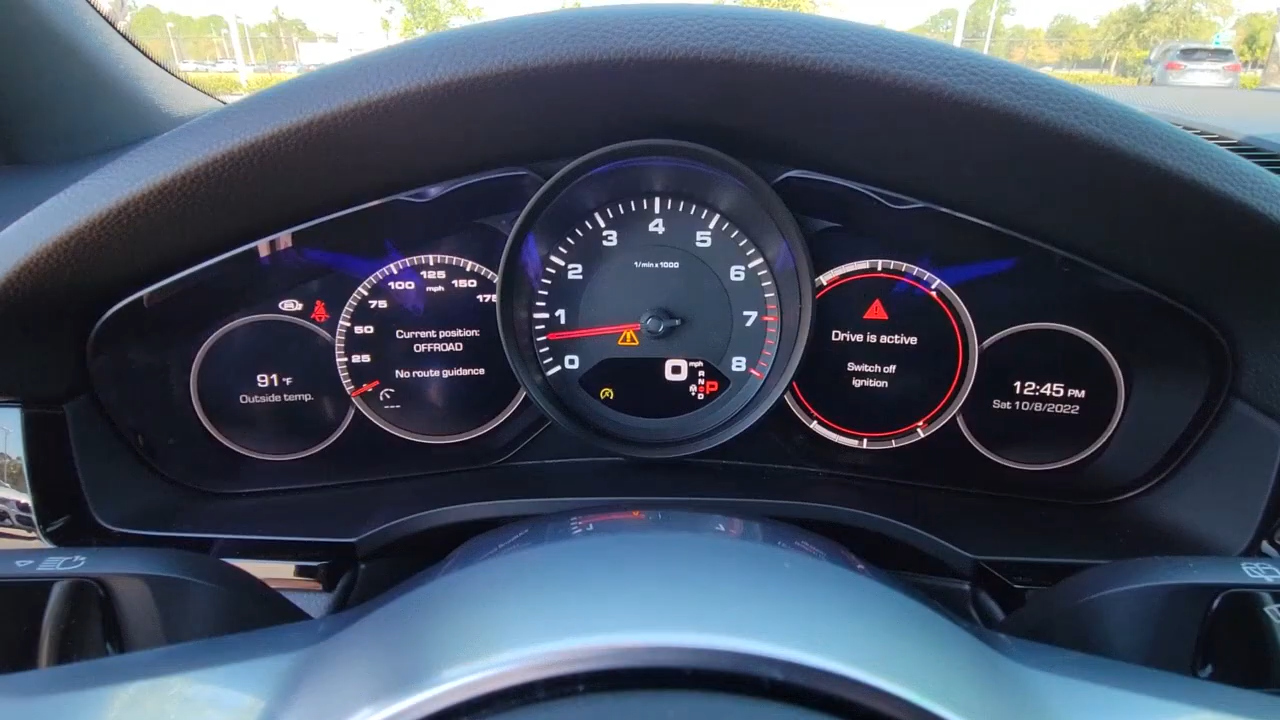 91 °F
Outside temp.
25
50
75
100
125
150
175
mph
Current position:
OFFROAD
No route guidance
---
0
1
2
3
4
5
6
7
8
1/min x 1000
0 mph
P
R
N
D
Drive is active
Switch off
ignition
12:45 PM
Sat 10/8/2022